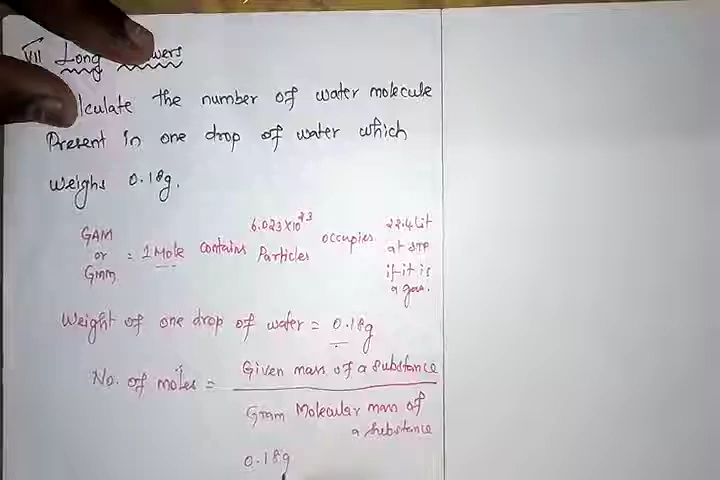 VII Long wers
lculate the number of water molecule
Present in one drop of water which
weighs 0.18g.
GAM or Gmm = 1 Mole contains 6.023×10²³ Particles occupies 22.4 lit at STP if it is a gas.
Weight of one drop of water = 0.18g
No. of moles = Given mass of a substance
Gram Molecular mass of
a substance
0.18g